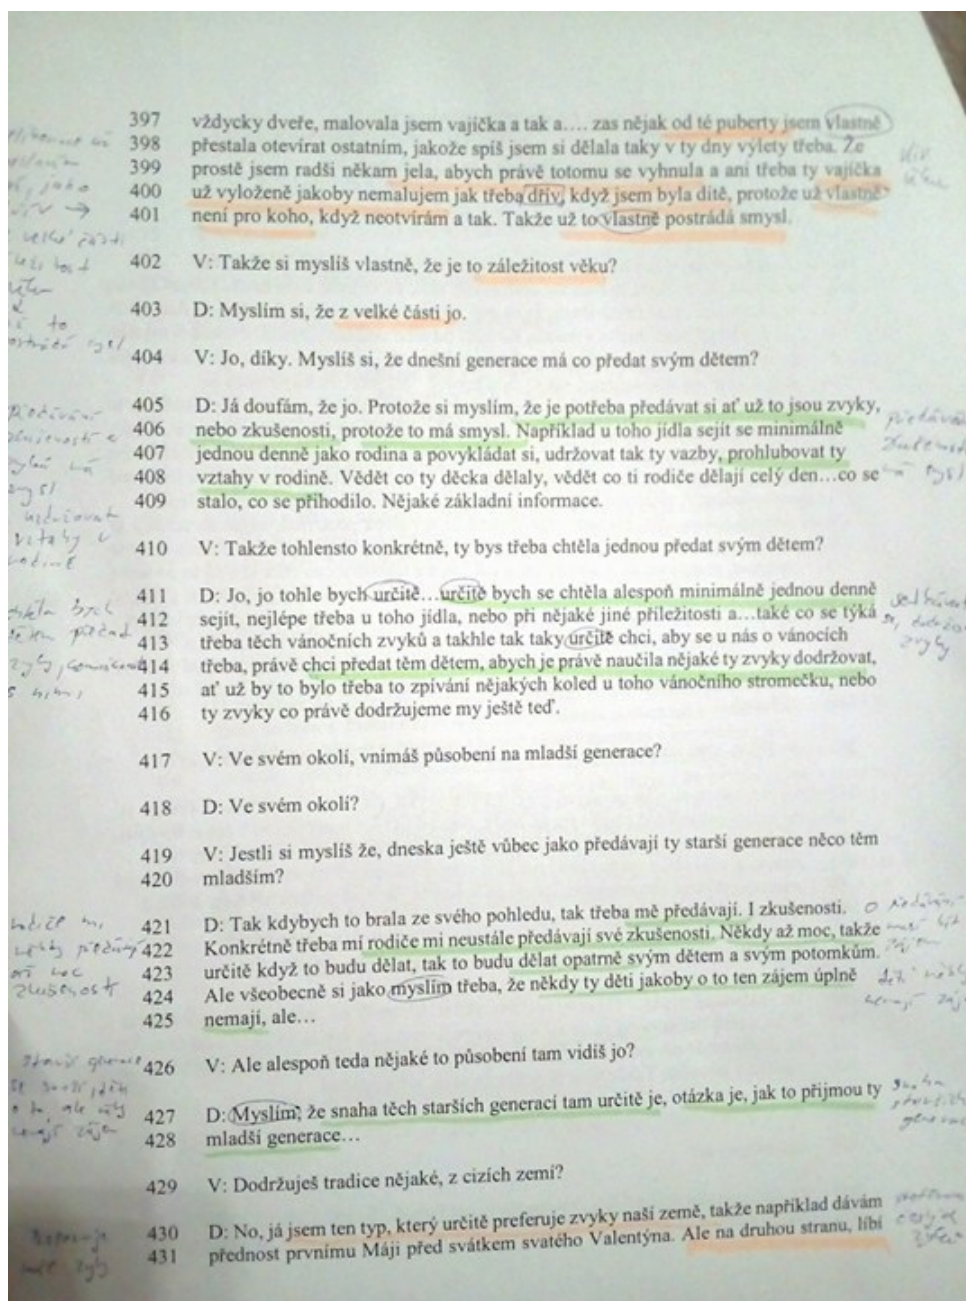 397 vždycky dveře, malovala jsem vajíčka a tak a…. zas nějak od té puberty jsem vlastně
398 přestala otevírat ostatním, jakože spíš jsem si dělala taky v ty dny výlety třeba. Že
399 prostě jsem radši někam jela, abych právě totomu se vyhnula a ani třeba ty vajíčka
400 už vyloženě jakoby nemalujem jak třeba dřív, když jsem byla dítě, protože už vlastně
401 není pro koho, když neotvírám a tak. Takže už to vlastně postrádá smysl.
402 V: Takže si myslíš vlastně, že je to záležitost věku?
403 D: Myslím si, že z velké části jo.
404 V: Jo, díky. Myslíš si, že dnešní generace má co předat svým dětem?
405 D: Já doufám, že jo. Protože si myslím, že je potřeba předávat si ať už to jsou zvyky,
406 nebo zkušenosti, protože to má smysl. Například u toho jídla sejít se minimálně
407 jednou denně jako rodina a povykládat si, udržovat tak ty vazby, prohlubovat ty
408 vztahy v rodině. Vědět co ty děcka dělaly, vědět co ti rodiče dělají celý den…co se
409 stalo, co se přihodilo. Nějaké základní informace.
410 V: Takže tohlensto konkrétně, ty bys třeba chtěla jednou předat svým dětem?
411 D: Jo, jo tohle bych určitě…určitě bych se chtěla alespoň minimálně jednou denně
412 sejít, nejlépe třeba u toho jídla, nebo při nějaké jiné příležitosti a…také co se týká
413 třeba těch vánočních zvyků a takhle tak taky určitě chci, aby se u nás o vánocích
414 třeba, právě chci předat těm dětem, abych je právě naučila nějaké ty zvyky dodržovat,
415 ať už by to bylo třeba to zpívání nějakých koled u toho vánočního stromečku, nebo
416 ty zvyky co právě dodržujeme my ještě teď.
417 V: Ve svém okolí, vnímáš působení na mladší generace?
418 D: Ve svém okolí?
419 V: Jestli si myslíš že, dneska ještě vůbec jako předávají ty starší generace něco těm
420 mladším?
421 D: Tak kdybych to brala ze svého pohledu, tak třeba mě předávají. I zkušenosti.
422 Konkrétně třeba mí rodiče mi neustále předávají své zkušenosti. Někdy až moc, takže
423 určitě když to budu dělat, tak to budu dělat opatrně svým dětem a svým potomkům.
424 Ale všeobecně si jako myslím třeba, že někdy ty děti jakoby o to ten zájem úplně
425 nemají, ale…
426 V: Ale alespoň teda nějaké to působení tam vidíš jo?
427 D: Myslím, že snaha těch starších generací tam určitě je, otázka je, jak to přijmou ty
428 mladší generace…
429 V: Dodržuješ tradice nějaké, z cizích zemí?
430 D: No, já jsem ten typ, který určitě preferuje zvyky naší země, takže například dávám
431 přednost prvnímu Máji před svátkem svatého Valentýna. Ale na druhou stranu, líbí